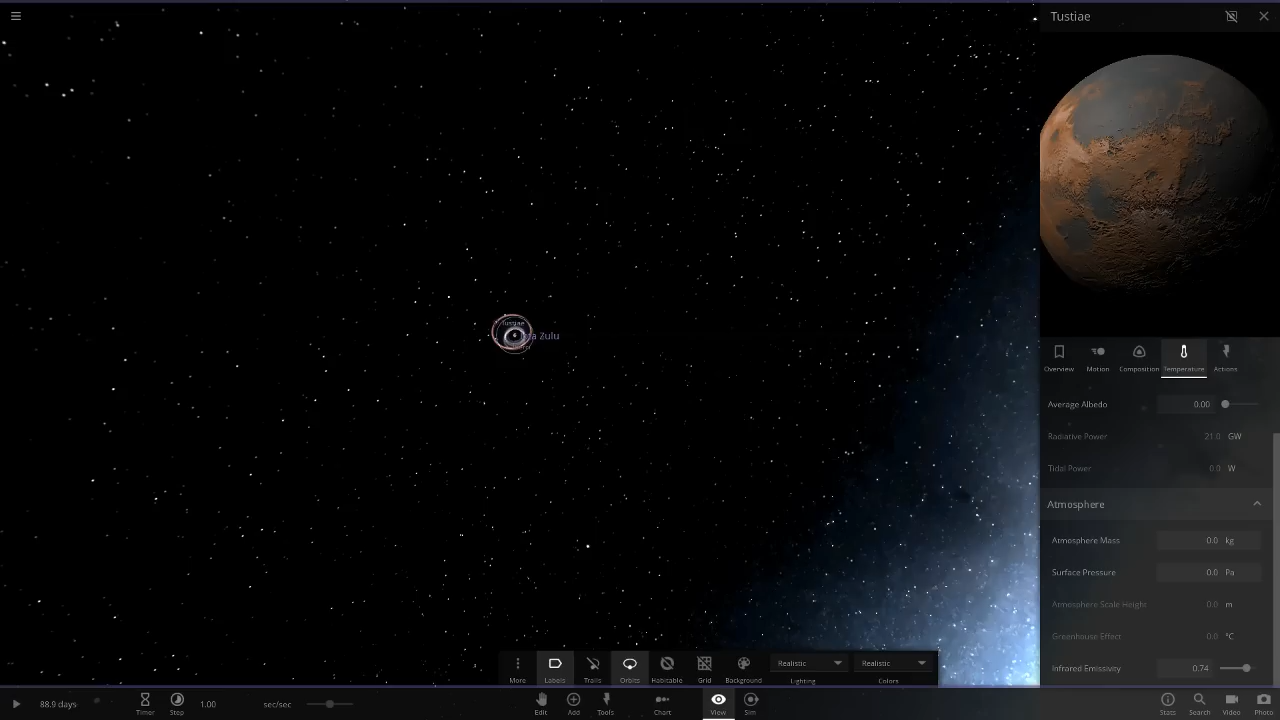 Tustiae
Tustiae
a Zulu
Overview Motion Composition Temperature Actions
Average Albedo 0.00
Radiative Power 21.0 GW
Tidal Power 0.0 W
Atmosphere
Atmosphere Mass 0.0 kg
Surface Pressure 0.0 Pa
Atmosphere Scale Height 0.0 m
Greenhouse Effect 0.0 °C
Infrared Emissivity 0.74
Realistic Realistic
More Labels Trails Orbits Habitable Grid Background Lighting Colors
88.9 days Timer Step 1.00 sec/sec Edit Add Tools Chart View Sim Stats Search Video Photo